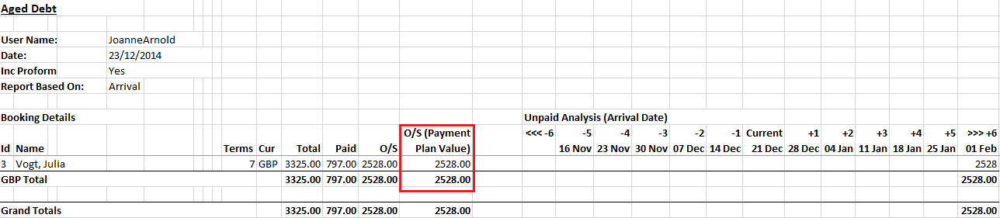 Aged Debt
User Name: JoanneArnold
Date: 23/12/2014
Inc Proform Yes
Report Based On: Arrival
Booking Details Unpaid Analysis (Arrival Date)
O/S (Payment <<< -6 -5 -4 -3 -2 -1 Current +1 +2 +3 +4 +5 >>> +6
Id Name Terms Cur Total Paid O/S Plan Value) 16 Nov 23 Nov 30 Nov 07 Dec 14 Dec 21 Dec 28 Dec 04 Jan 11 Jan 18 Jan 25 Jan 01 Feb
3 Vogt, Julia 7 GBP 3325.00 797.00 2528.00 2528.00 2528
GBP Total 3325.00 797.00 2528.00 2528.00 2528.00
Grand Totals 3325.00 797.00 2528.00 2528.00 2528.00